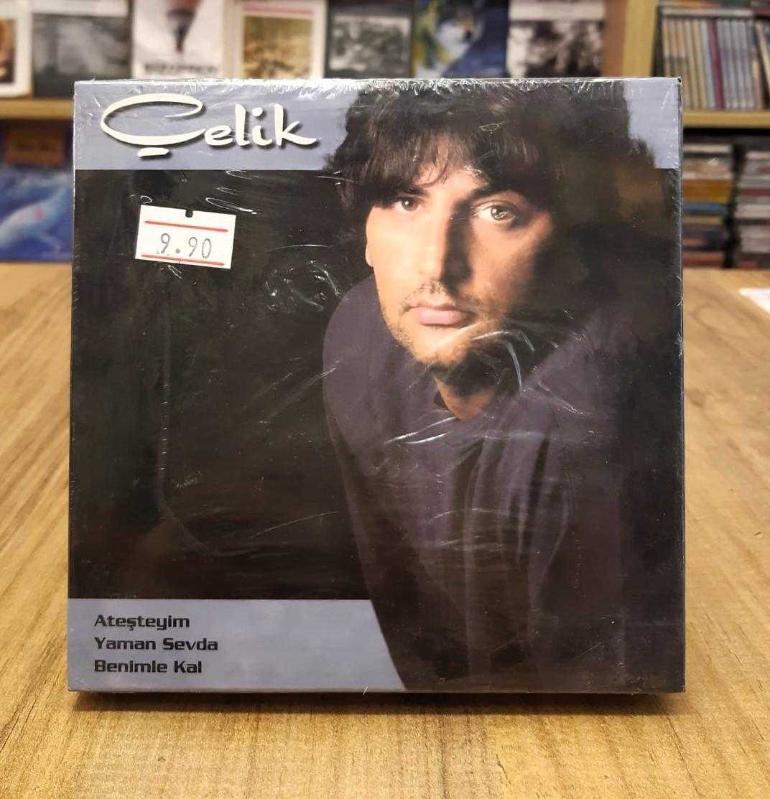 Çelik
9.90
Ateşteyim
Yaman Sevda
Benimle Kal